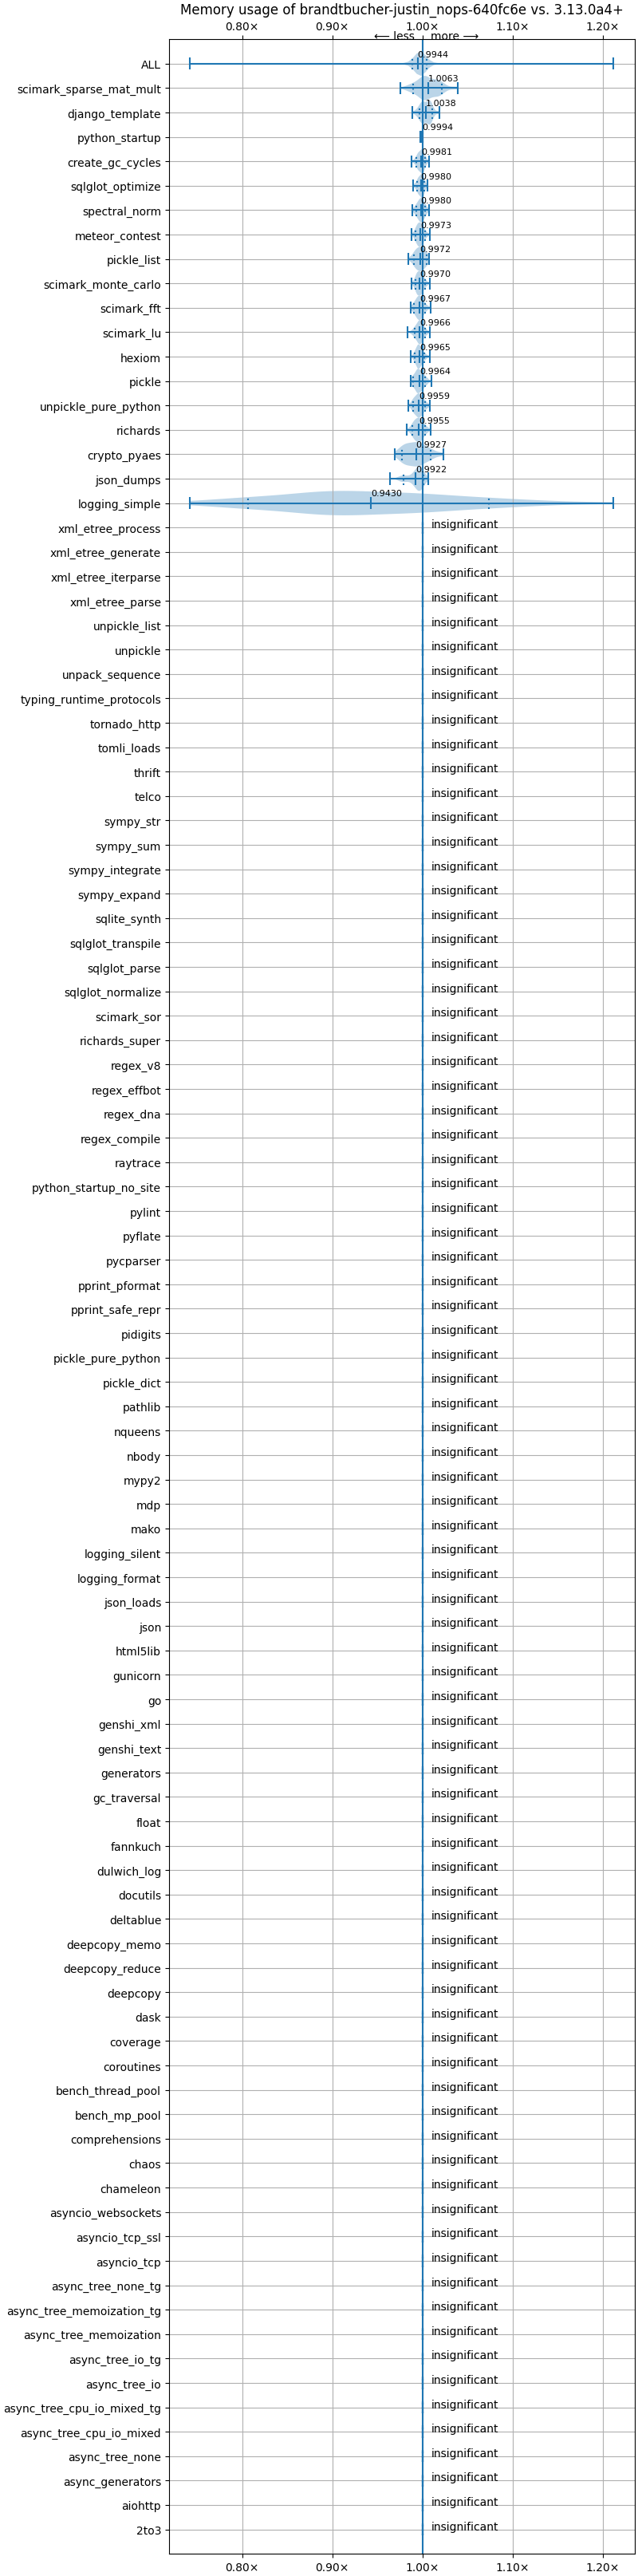 Memory usage of brandtbucher-justin_nops-640fc6e vs. 3.13.0a4+
0.80× 0.90× 1.00× 1.10× 1.20×
⟵ less more ⟶
ALL 0.9944
scimark_sparse_mat_mult 1.0063
django_template 1.0038
python_startup 0.9994
create_gc_cycles 0.9981
sqlglot_optimize 0.9980
spectral_norm 0.9980
meteor_contest 0.9973
pickle_list 0.9972
scimark_monte_carlo 0.9970
scimark_fft 0.9967
scimark_lu 0.9966
hexiom 0.9965
pickle 0.9964
unpickle_pure_python 0.9959
richards 0.9955
crypto_pyaes 0.9927
json_dumps 0.9922
logging_simple 0.9430
xml_etree_process insignificant
xml_etree_generate insignificant
xml_etree_iterparse insignificant
xml_etree_parse insignificant
unpickle_list insignificant
unpickle insignificant
unpack_sequence insignificant
typing_runtime_protocols insignificant
tornado_http insignificant
tomli_loads insignificant
thrift insignificant
telco insignificant
sympy_str insignificant
sympy_sum insignificant
sympy_integrate insignificant
sympy_expand insignificant
sqlite_synth insignificant
sqlglot_transpile insignificant
sqlglot_parse insignificant
sqlglot_normalize insignificant
scimark_sor insignificant
richards_super insignificant
regex_v8 insignificant
regex_effbot insignificant
regex_dna insignificant
regex_compile insignificant
raytrace insignificant
python_startup_no_site insignificant
pylint insignificant
pyflate insignificant
pycparser insignificant
pprint_pformat insignificant
pprint_safe_repr insignificant
pidigits insignificant
pickle_pure_python insignificant
pickle_dict insignificant
pathlib insignificant
nqueens insignificant
nbody insignificant
mypy2 insignificant
mdp insignificant
mako insignificant
logging_silent insignificant
logging_format insignificant
json_loads insignificant
json insignificant
html5lib insignificant
gunicorn insignificant
go insignificant
genshi_xml insignificant
genshi_text insignificant
generators insignificant
gc_traversal insignificant
float insignificant
fannkuch insignificant
dulwich_log insignificant
docutils insignificant
deltablue insignificant
deepcopy_memo insignificant
deepcopy_reduce insignificant
deepcopy insignificant
dask insignificant
coverage insignificant
coroutines insignificant
bench_thread_pool insignificant
bench_mp_pool insignificant
comprehensions insignificant
chaos insignificant
chameleon insignificant
asyncio_websockets insignificant
asyncio_tcp_ssl insignificant
asyncio_tcp insignificant
async_tree_none_tg insignificant
async_tree_memoization_tg insignificant
async_tree_memoization insignificant
async_tree_io_tg insignificant
async_tree_io insignificant
async_tree_cpu_io_mixed_tg insignificant
async_tree_cpu_io_mixed insignificant
async_tree_none insignificant
async_generators insignificant
aiohttp insignificant
2to3 insignificant
0.80× 0.90× 1.00× 1.10× 1.20×